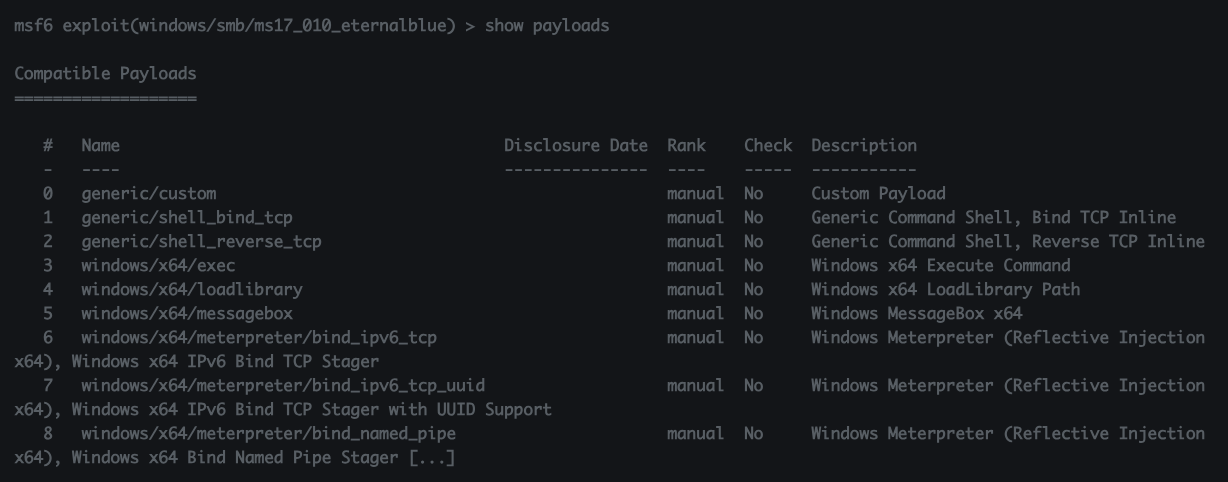 msf6 exploit(windows/smb/ms17_010_eternalblue) > show payloads
Compatible Payloads
===================
#   Name                                        Disclosure Date  Rank    Check  Description
-   ----                                        ---------------  ----    -----  -----------
0   generic/custom                                               manual  No     Custom Payload
1   generic/shell_bind_tcp                                       manual  No     Generic Command Shell, Bind TCP Inline
2   generic/shell_reverse_tcp                                    manual  No     Generic Command Shell, Reverse TCP Inline
3   windows/x64/exec                                             manual  No     Windows x64 Execute Command
4   windows/x64/loadlibrary                                      manual  No     Windows x64 LoadLibrary Path
5   windows/x64/messagebox                                       manual  No     Windows MessageBox x64
6   windows/x64/meterpreter/bind_ipv6_tcp                        manual  No     Windows Meterpreter (Reflective Injection
x64), Windows x64 IPv6 Bind TCP Stager
7   windows/x64/meterpreter/bind_ipv6_tcp_uuid                   manual  No     Windows Meterpreter (Reflective Injection
x64), Windows x64 IPv6 Bind TCP Stager with UUID Support
8   windows/x64/meterpreter/bind_named_pipe                      manual  No     Windows Meterpreter (Reflective Injection
x64), Windows x64 Bind Named Pipe Stager [...]